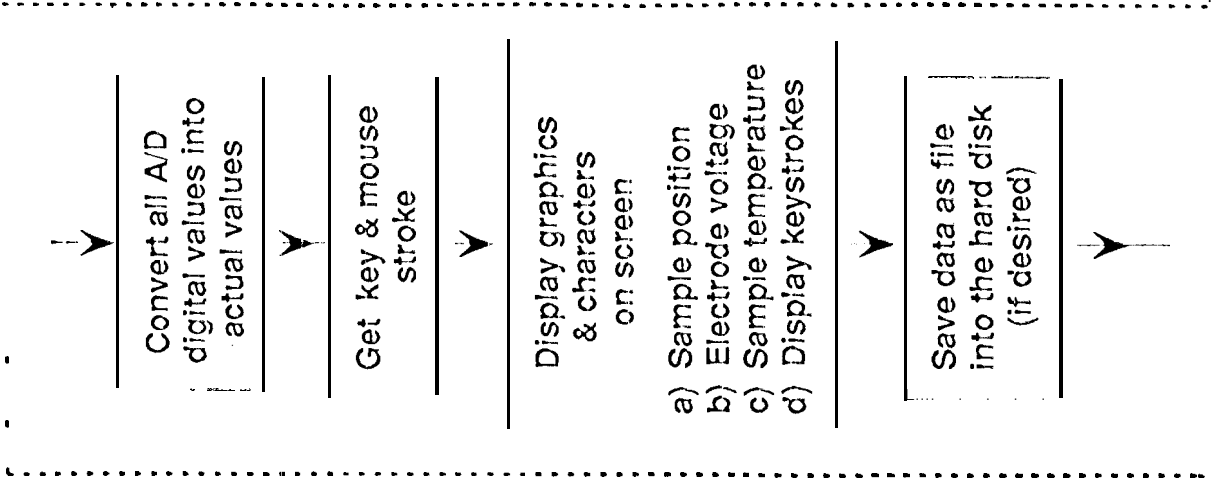 Convert all A/D
digital values into
actual values
Get key & mouse
stroke
Display graphics
& characters
on screen
a) Sample position
b) Electrode voltage
c) Sample temperature
d) Display keystrokes
Save data as file
into the hard disk
(if desired)